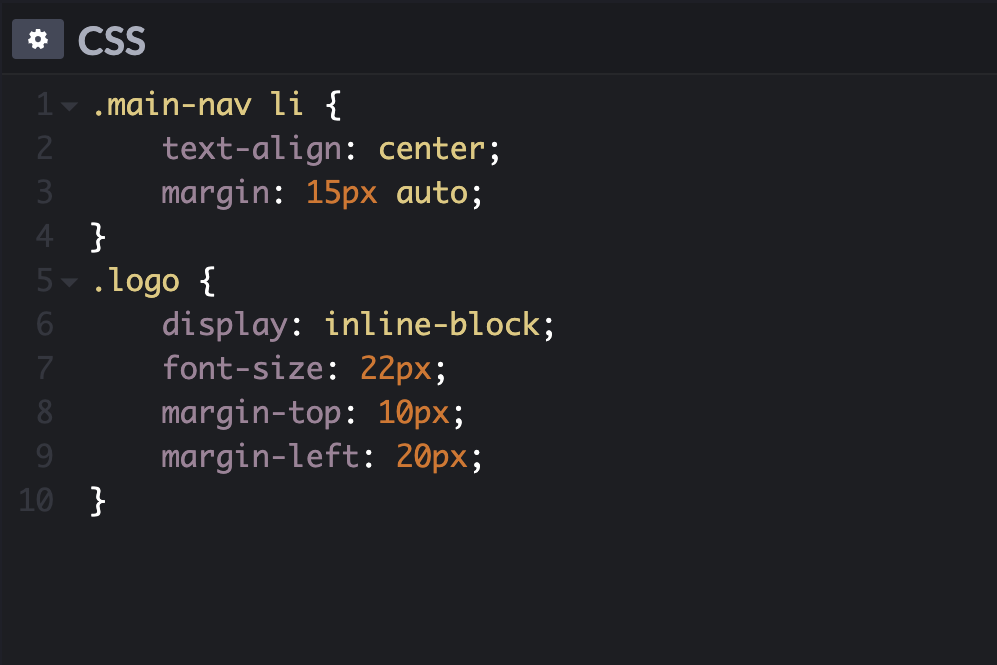 CSS
1 .main-nav li {
2     text-align: center;
3     margin: 15px auto;
4 }
5 .logo {
6     display: inline-block;
7     font-size: 22px;
8     margin-top: 10px;
9     margin-left: 20px;
10 }